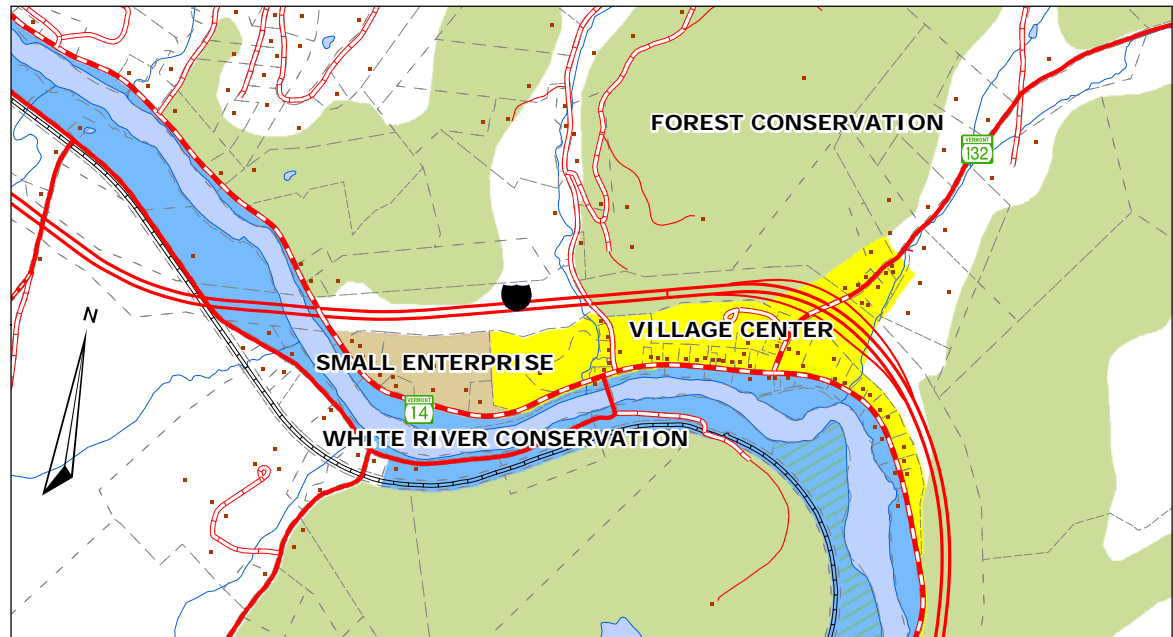 FOREST CONSERVATION
VERMONT
132
N
VILLAGE CENTER
SMALL ENTERPRISE
VERMONT
14
WHITE RIVER CONSERVATION